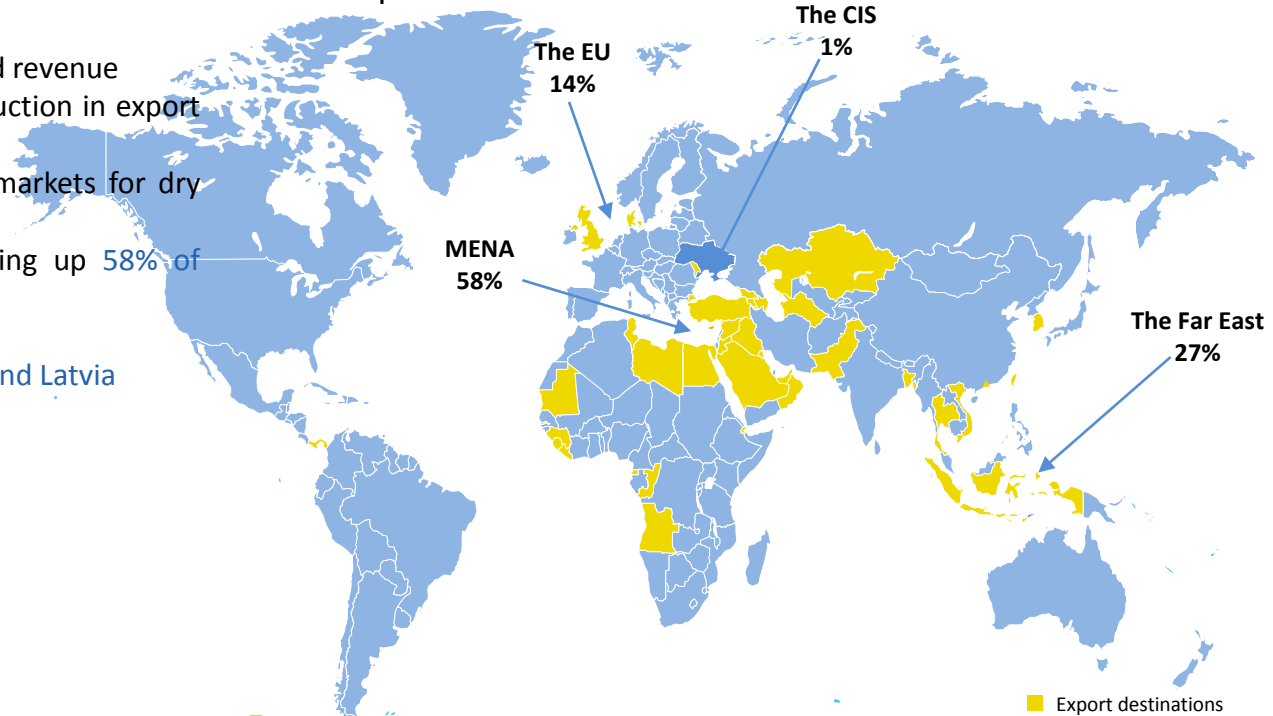 d revenue
uction in export
markets for dry
ing up 58% of
nd Latvia
The CIS
1%
The EU
14%
MENA
58%
The Far East
27%
Export destinations